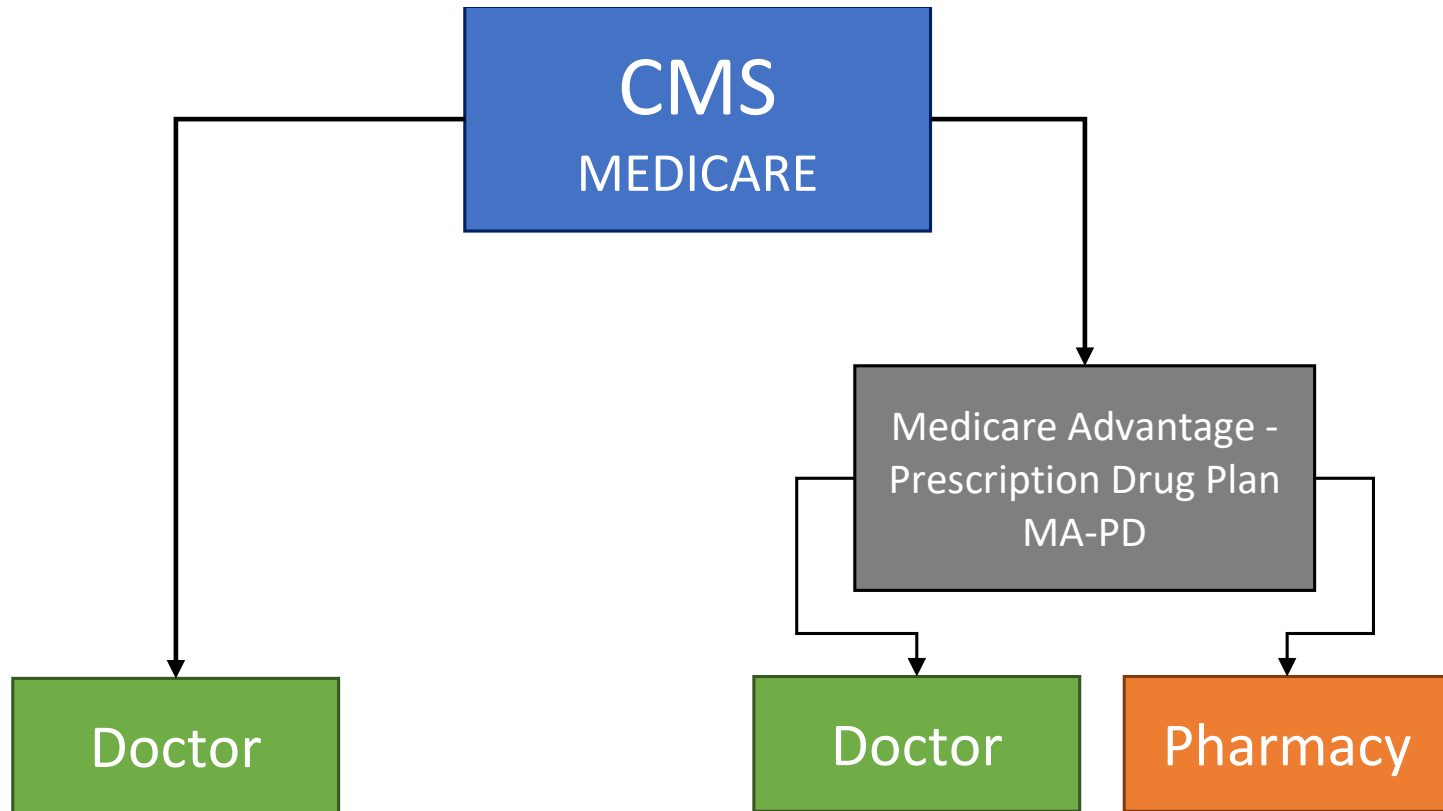 CMS
MEDICARE
Medicare Advantage -
Prescription Drug Plan
MA-PD
Doctor
Doctor
Pharmacy